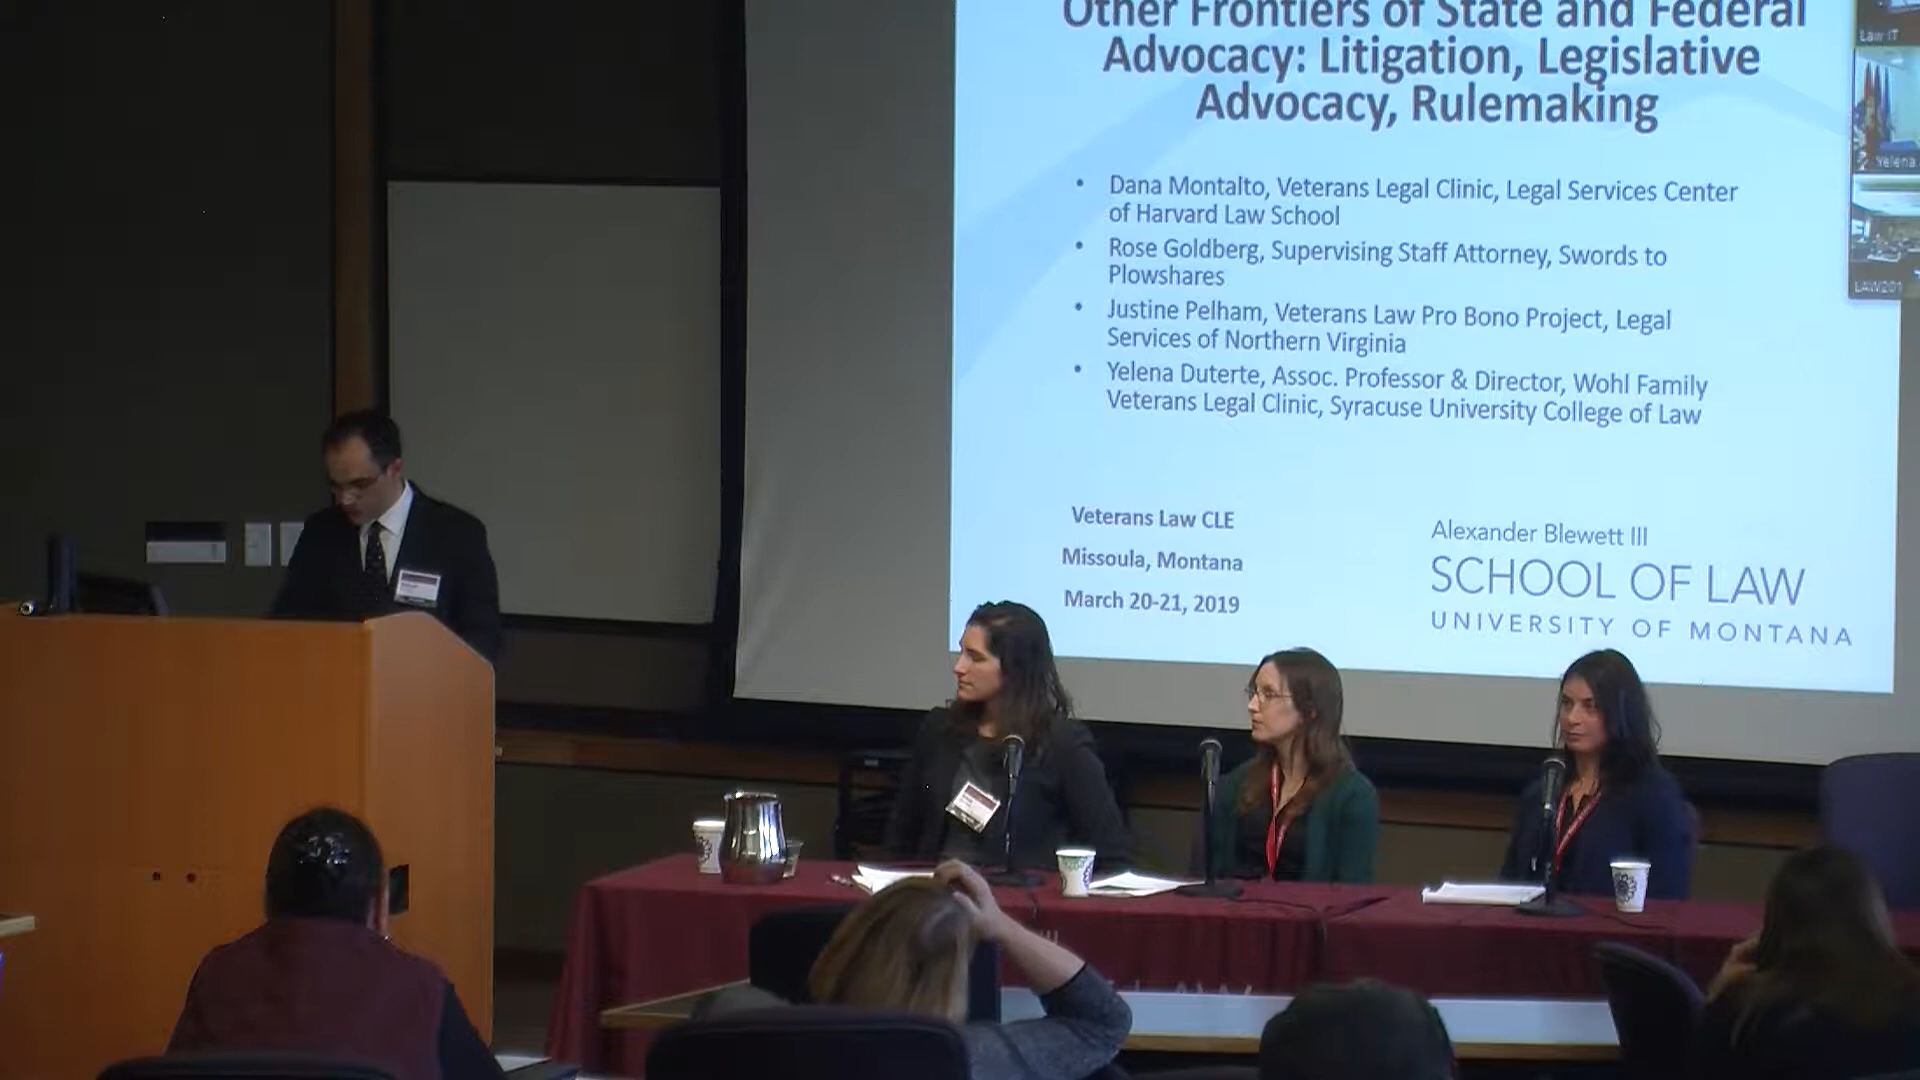 Other Frontiers of State and Federal
Advocacy: Litigation, Legislative
Advocacy, Rulemaking
• Dana Montalto, Veterans Legal Clinic, Legal Services Center
of Harvard Law School
• Rose Goldberg, Supervising Staff Attorney, Swords to
Plowshares
• Justine Pelham, Veterans Law Pro Bono Project, Legal
Services of Northern Virginia
• Yelena Duterte, Assoc. Professor & Director, Wohl Family
Veterans Legal Clinic, Syracuse University College of Law
Veterans Law CLE
Missoula, Montana
March 20-21, 2019
Alexander Blewett III
SCHOOL OF LAW
UNIVERSITY OF MONTANA
Law IT
Yelena
LAW201